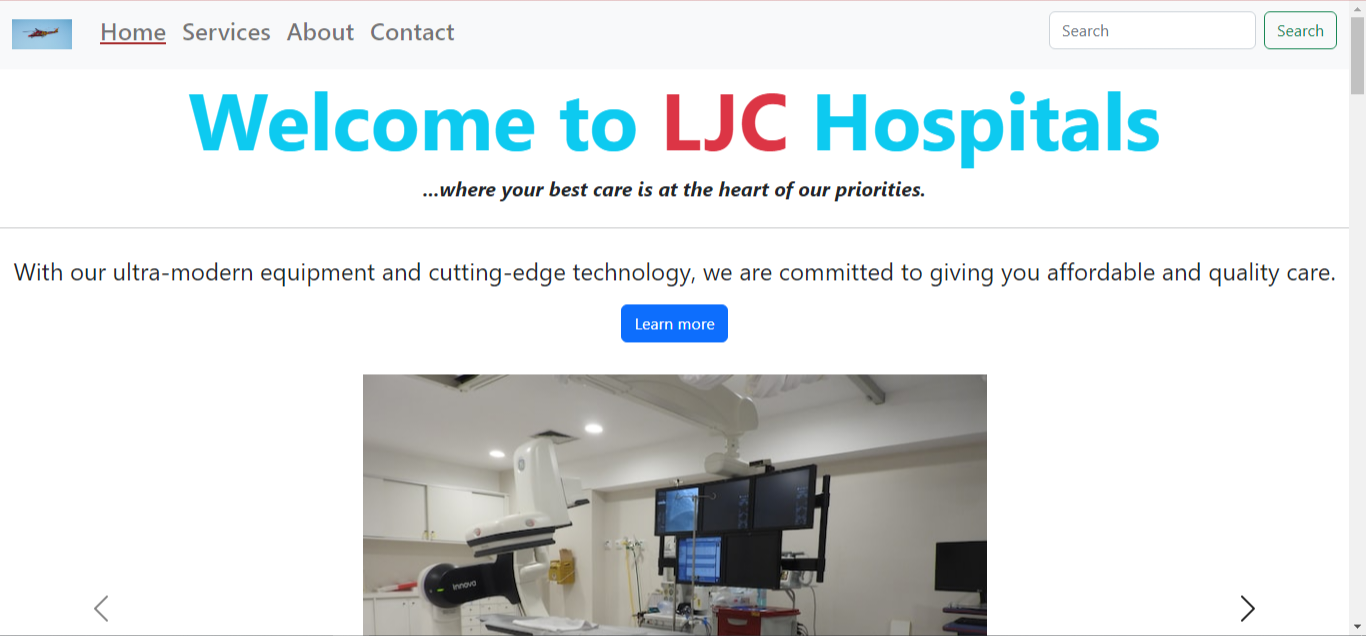 Home Services About Contact Search Search
Welcome to LJC Hospitals
...where your best care is at the heart of our priorities.
With our ultra-modern equipment and cutting-edge technology, we are committed to giving you affordable and quality care.
Learn more
Innova